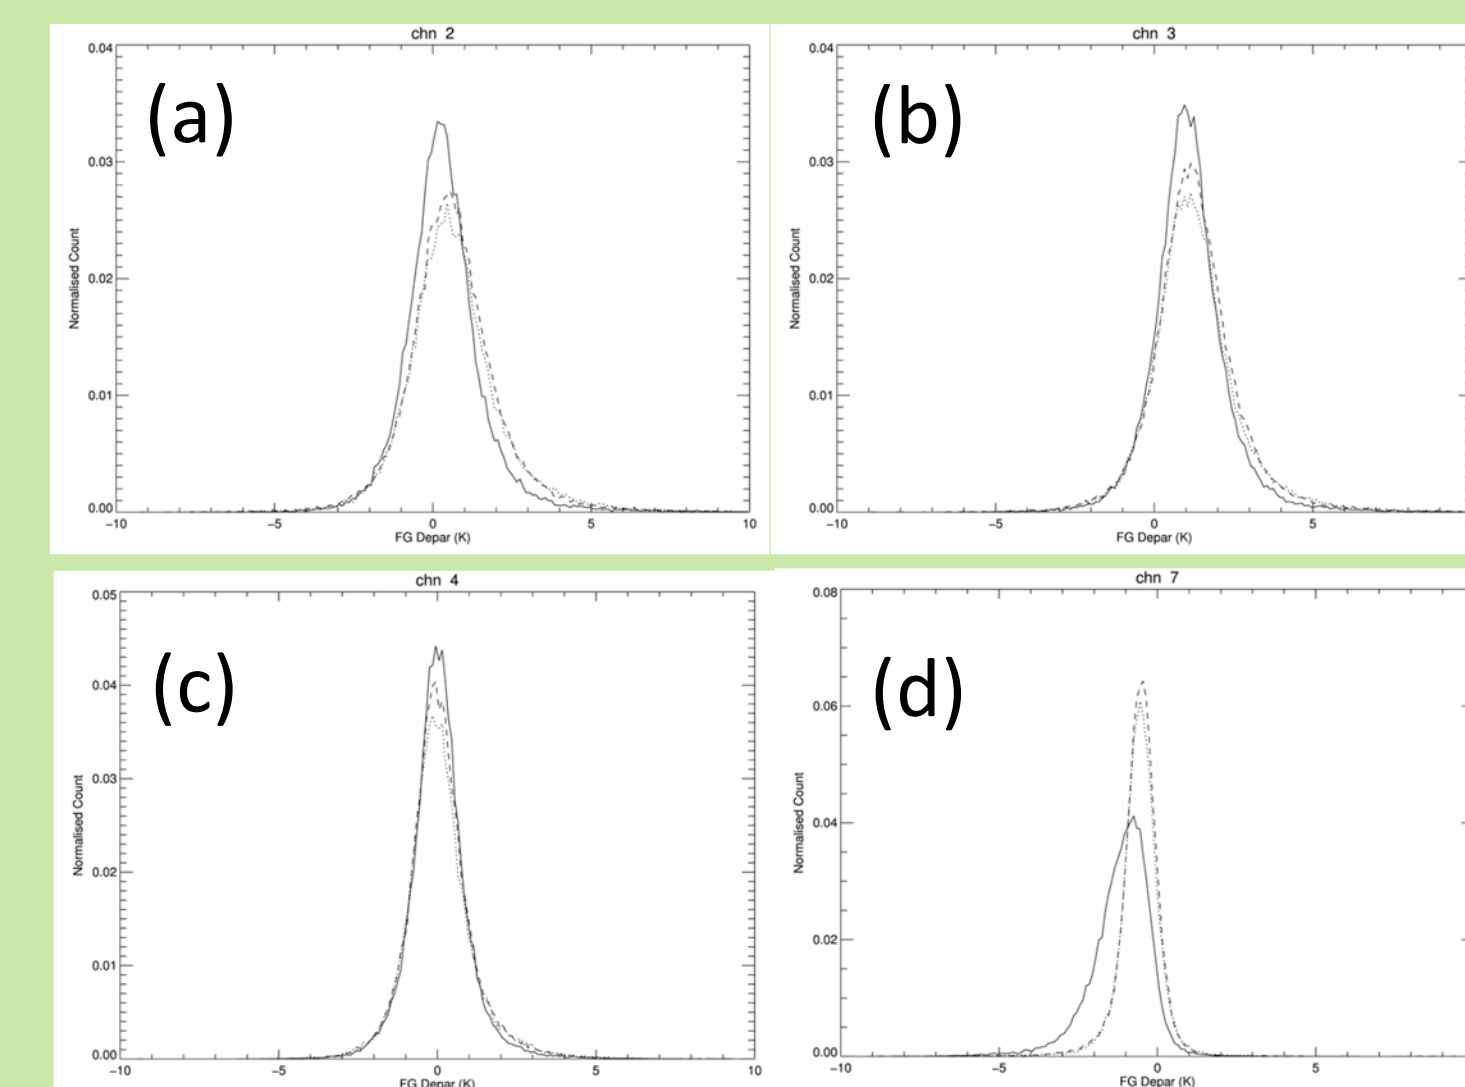 chn 2
(a)
0.04
0.03
0.02
0.01
0.00
Normalised Count
−10 −5 0 5 10
FG Depar (K)
chn 3
(b)
0.04
0.03
0.02
0.01
0.00
Normalised Count
−10 −5 0 5
FG Depar (K)
chn 4
(c)
0.05
0.04
0.03
0.02
0.01
0.00
Normalised Count
−10 −5 0 5 10
FG Depar (K)
chn 7
(d)
0.08
0.06
0.04
0.02
0.00
Normalised Count
−10 −5 0 5
FG Depar (K)